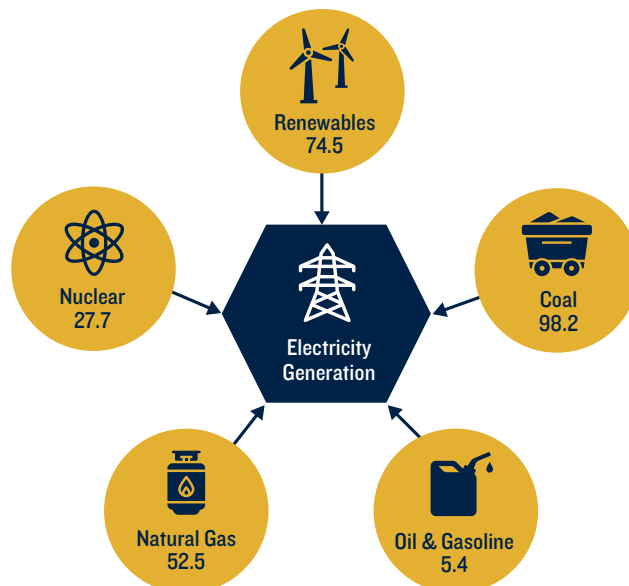 Renewables
74.5
Nuclear
27.7
Electricity
Generation
Coal
98.2
Natural Gas
52.5
Oil & Gasoline
5.4